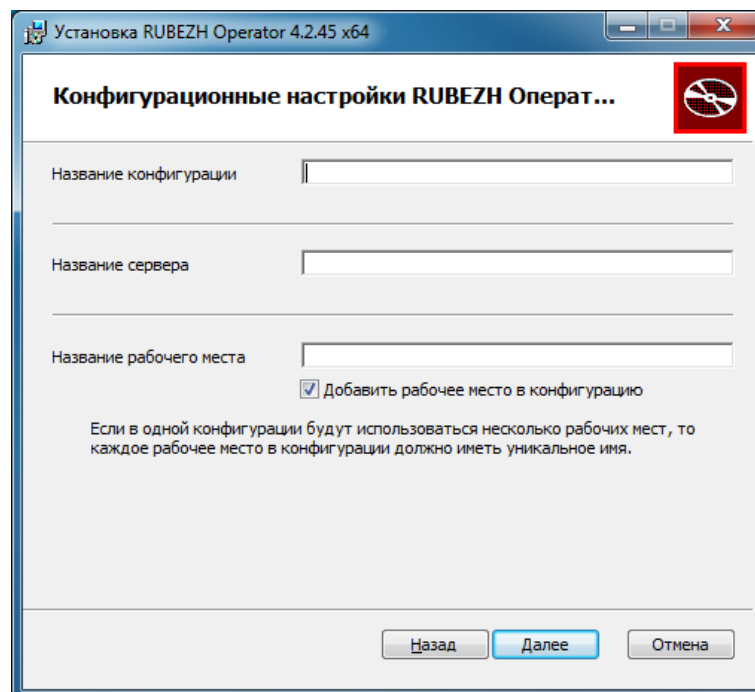 Установка RUBEZH Operator 4.2.45 x64
Конфигурационные настройки RUBEZH Операт...
Название конфигурации
Название сервера
Название рабочего места
Добавить рабочее место в конфигурацию
Если в одной конфигурации будут использоваться несколько рабочих мест, то
каждое рабочее место в конфигурации должно иметь уникальное имя.
Назад Далее Отмена